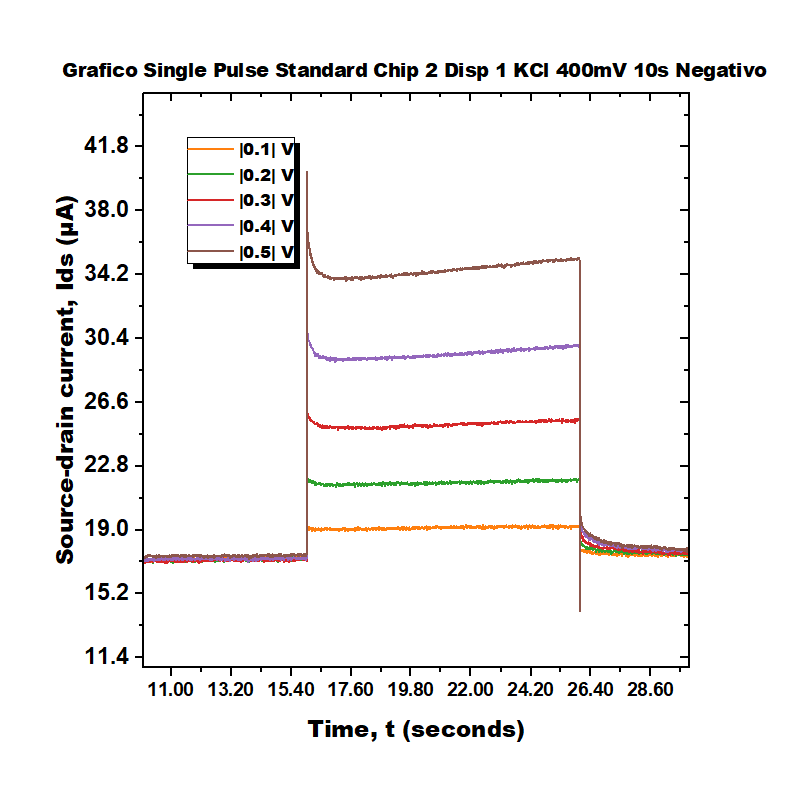 Grafico Single Pulse Standard Chip 2 Disp 1 KCl 400mV 10s Negativo
|0.1| V
|0.2| V
|0.3| V
|0.4| V
|0.5| V
Source-drain current, Ids (µA)
41.8
38.0
34.2
30.4
26.6
22.8
19.0
15.2
11.4
11.00 13.20 15.40 17.60 19.80 22.00 24.20 26.40 28.60
Time, t (seconds)